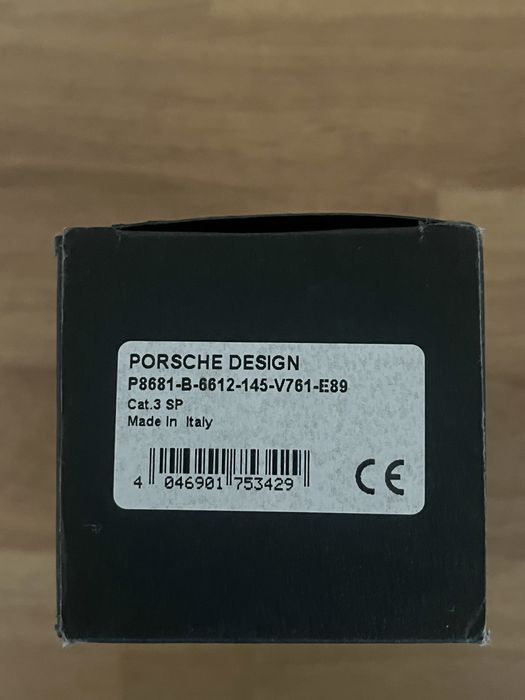 PORSCHE DESIGN
P8681-B-6612-145-V761-E89
Cat.3 SP
Made in Italy
4 046901 753429
CE